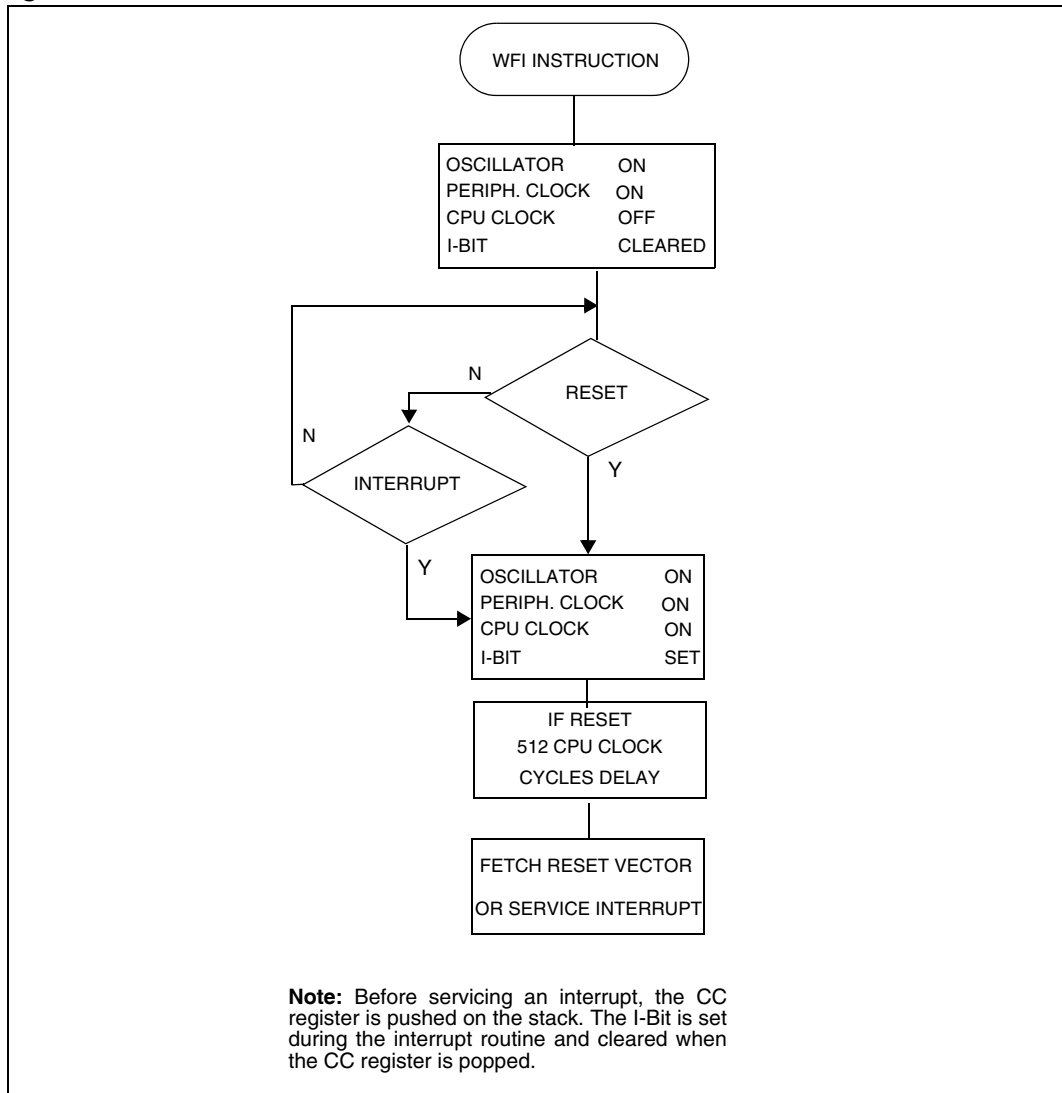 WFI INSTRUCTION
OSCILLATOR ON
PERIPH. CLOCK ON
CPU CLOCK OFF
I-BIT CLEARED
N
RESET
N
INTERRUPT
Y
Y
OSCILLATOR ON
PERIPH. CLOCK ON
CPU CLOCK ON
I-BIT SET
IF RESET
512 CPU CLOCK
CYCLES DELAY
FETCH RESET VECTOR
OR SERVICE INTERRUPT
Note: Before servicing an interrupt, the CC
register is pushed on the stack. The I-Bit is set
during the interrupt routine and cleared when
the CC register is popped.